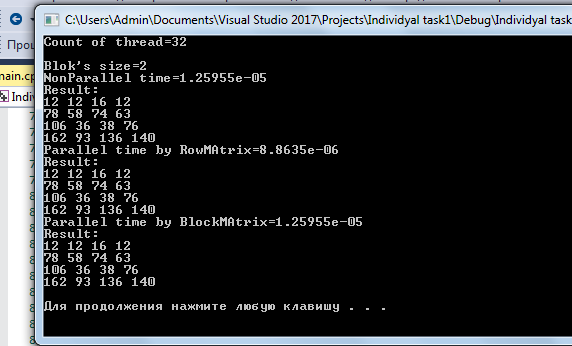 C:\Users\Admin\Documents\Visual Studio 2017\Projects\Individyal task1\Debug\Individyal task
Проц
main.cp
Indiv
Count of thread=32
Blok's size=2
NonParallel time=1.25955e-05
Result:
12 12 16 12
78 58 74 63
106 36 38 76
162 93 136 140
Parallel time by RowMAtrix=8.8635e-06
Result:
12 12 16 12
78 58 74 63
106 36 38 76
162 93 136 140
Parallel time by BlockMAtrix=1.25955e-05
Result:
12 12 16 12
78 58 74 63
106 36 38 76
162 93 136 140
Для продолжения нажмите любую клавишу . . .